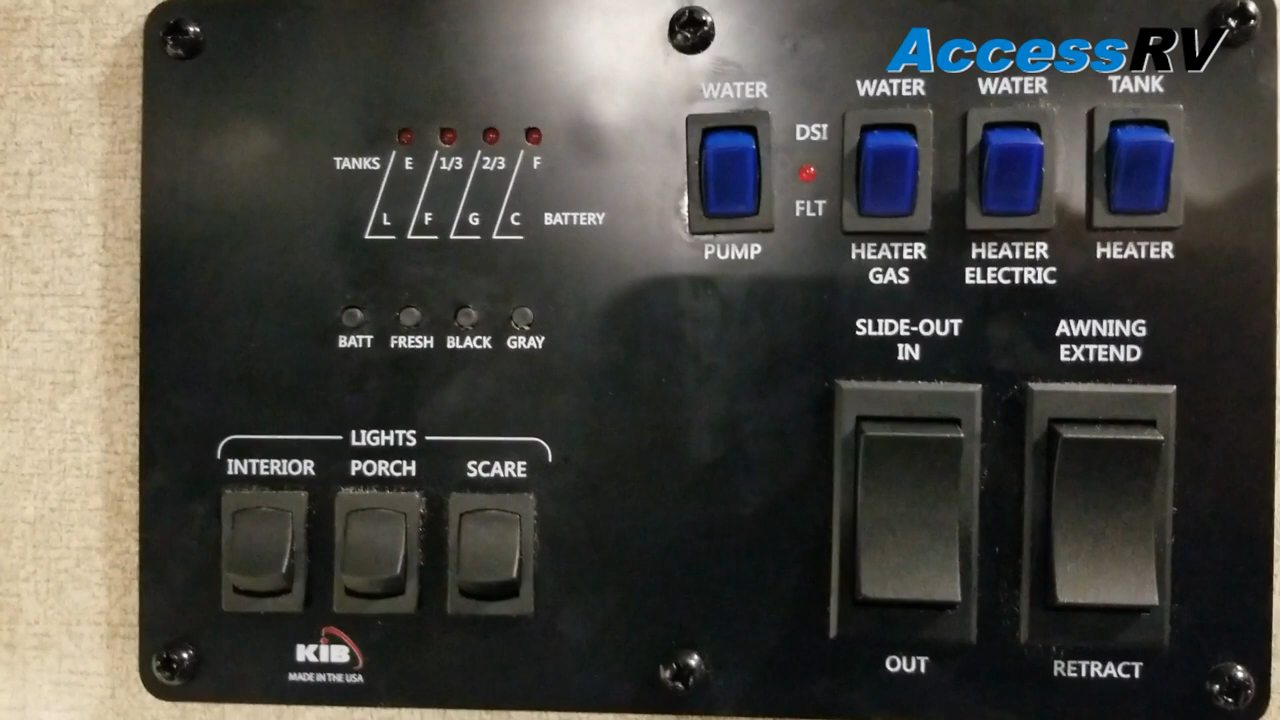 AccessRV
WATER WATER WATER TANK
DSI
FLT
PUMP HEATER GAS HEATER ELECTRIC HEATER
TANKS E 1/3 2/3 F
L F G C BATTERY
BATT FRESH BLACK GRAY
SLIDE-OUT IN
AWNING EXTEND
LIGHTS
INTERIOR PORCH SCARE
OUT RETRACT
KIB
MADE IN THE USA